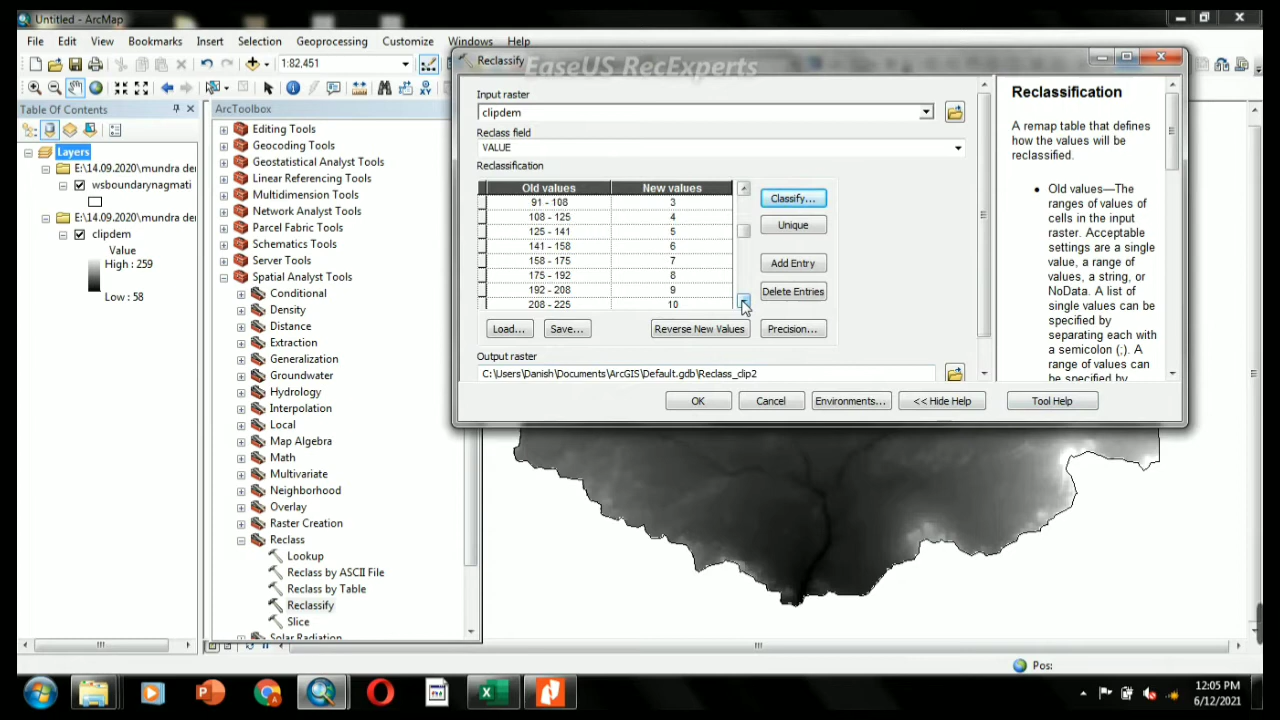 Untitled - ArcMap
File Edit View Bookmarks Insert Selection Geoprocessing Customize Windows Help
1:82,451
Table Of Contents
Layers
E:\14.09.2020\mundra der
wsboundarynagmati
E:\14.09.2020\mundra der
clipdem
Value
High : 259
Low : 58
ArcToolbox
Editing Tools
Geocoding Tools
Geostatistical Analyst Tools
Linear Referencing Tools
Multidimension Tools
Network Analyst Tools
Parcel Fabric Tools
Schematics Tools
Server Tools
Spatial Analyst Tools
Conditional
Density
Distance
Extraction
Generalization
Groundwater
Hydrology
Interpolation
Local
Map Algebra
Math
Multivariate
Neighborhood
Overlay
Raster Creation
Reclass
Lookup
Reclass by ASCII File
Reclass by Table
Reclassify
Slice
Solar Radiation
Reclassify
EaseUS RecExperts
Input raster
clipdem
Reclass field
VALUE
Reclassification
Old values New values
91 - 108 3
108 - 125 4
125 - 141 5
141 - 158 6
158 - 175 7
175 - 192 8
192 - 208 9
208 - 225 10
Classify...
Unique
Add Entry
Delete Entries
Load... Save... Reverse New Values Precision...
Output raster
C:\Users\Danish\Documents\ArcGIS\Default.gdb\Reclass_clip2
OK Cancel Environments... << Hide Help Tool Help
Reclassification
A remap table that defines
how the values will be
reclassified.
• Old values—The
ranges of values of
cells in the input
raster. Acceptable
settings are a single
value, a range of
values, a string, or
NoData. A list of
single values can be
specified by
separating each with
a semicolon (;). A
range of values can
be specified by
Pos:
12:05 PM
6/12/2021